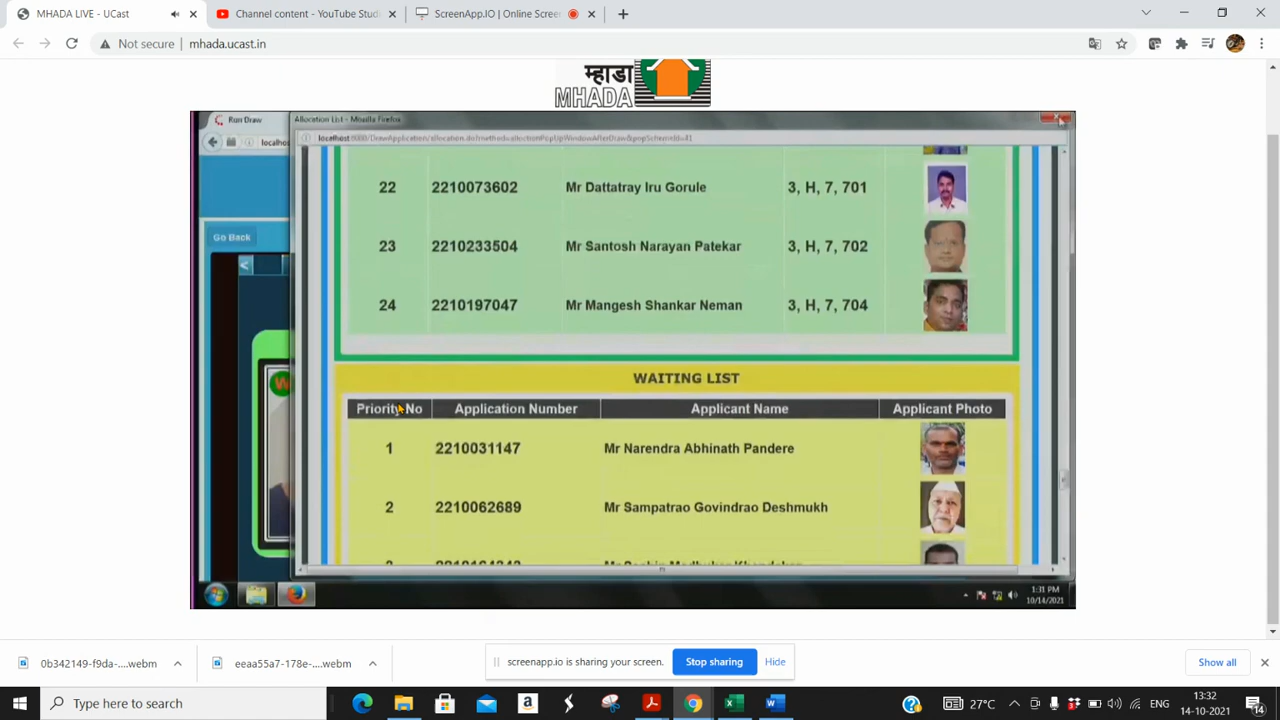 MHADA LIVE - UCast
Channel content - YouTube Stud
ScreenApp.IO | Online Scree
Not secure
mhada.ucast.in
म्हाडा
MHADA
Run Draw
Allocation List - Mozilla Firefox
localhos
Go Back
<
22 2210073602 Mr Dattatray Iru Gorule 3, H, 7, 701
23 2210233504 Mr Santosh Narayan Patekar 3, H, 7, 702
24 2210197047 Mr Mangesh Shankar Neman 3, H, 7, 704
WAITING LIST
Priority No Application Number Applicant Name Applicant Photo
1 2210031147 Mr Narendra Abhinath Pandere
2 2210062689 Mr Sampatrao Govindrao Deshmukh
1:31 PM
10/14/2021
0b342149-f9da-....webm
eeaa55a7-178e-....webm
screenapp.io is sharing your screen.
Stop sharing
Hide
Show all
Type here to search
27°C
ENG
13:32
14-10-2021
14